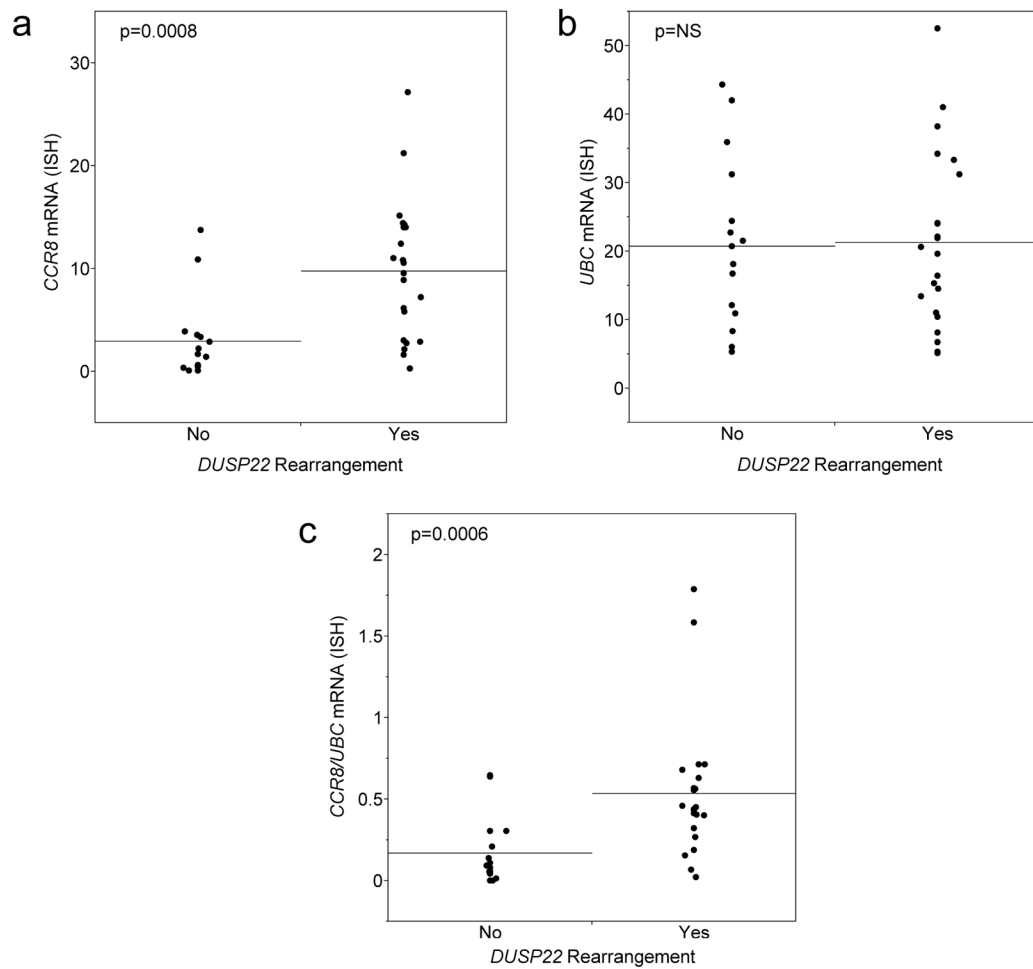 a
p=0.0008
30
20
10
0
CCR8 mRNA (ISH)
No
Yes
DUSP22 Rearrangement
b
p=NS
50
40
30
20
10
0
UBC mRNA (ISH)
No
Yes
DUSP22 Rearrangement
c
p=0.0006
2
1.5
1
0.5
0
CCR8/UBC mRNA (ISH)
No
Yes
DUSP22 Rearrangement